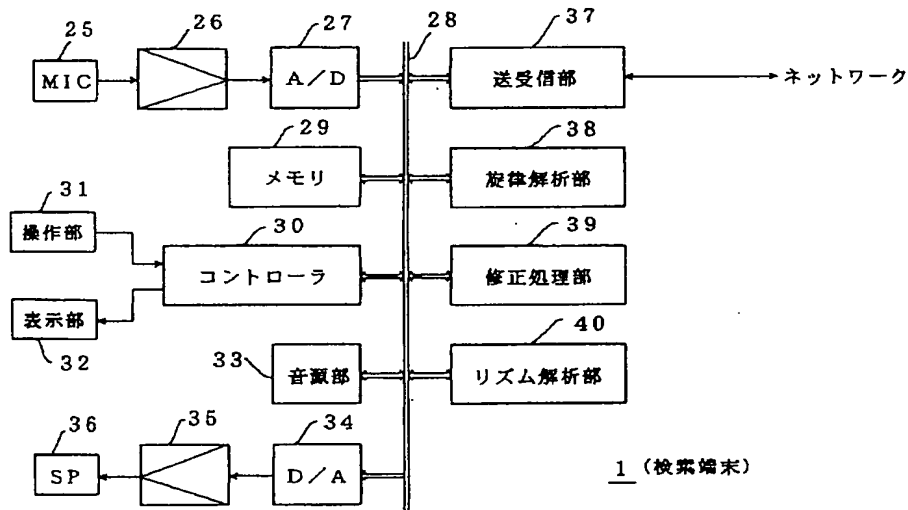 25
MIC
26
27
A/D
28
37
送受信部
ネットワーク
29
メモリ
38
旋律解析部
31
操作部
30
コントローラ
39
修正処理部
表示部
32
33
音源部
40
リズム解析部
36
SP
35
34
D/A
1 (検索端末)